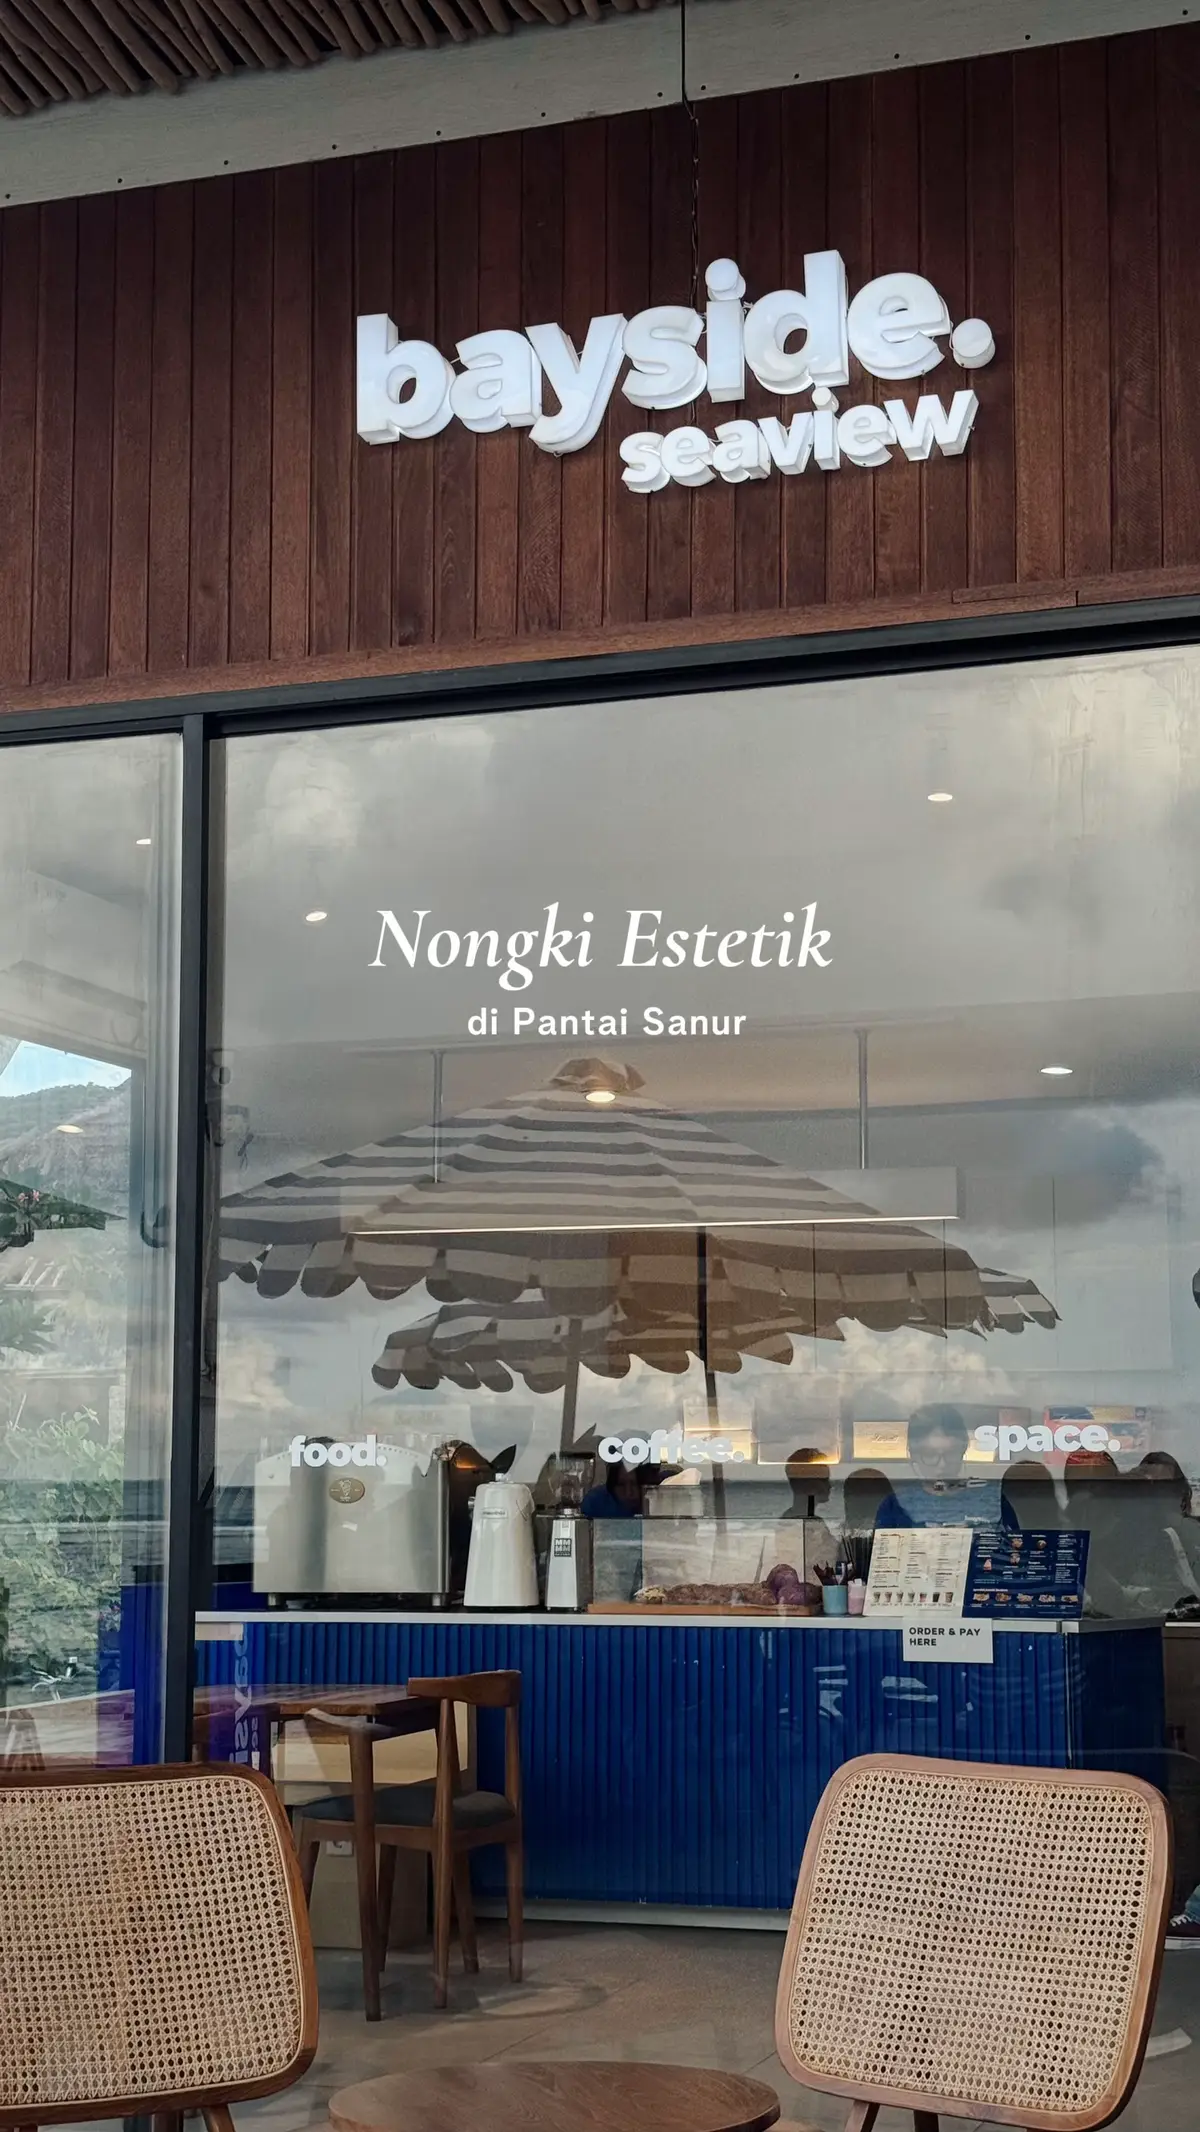 bayside.
seaview
Nongki Estetik
di Pantai Sanur
food. coffee. space.
ORDER & PAY
HERE